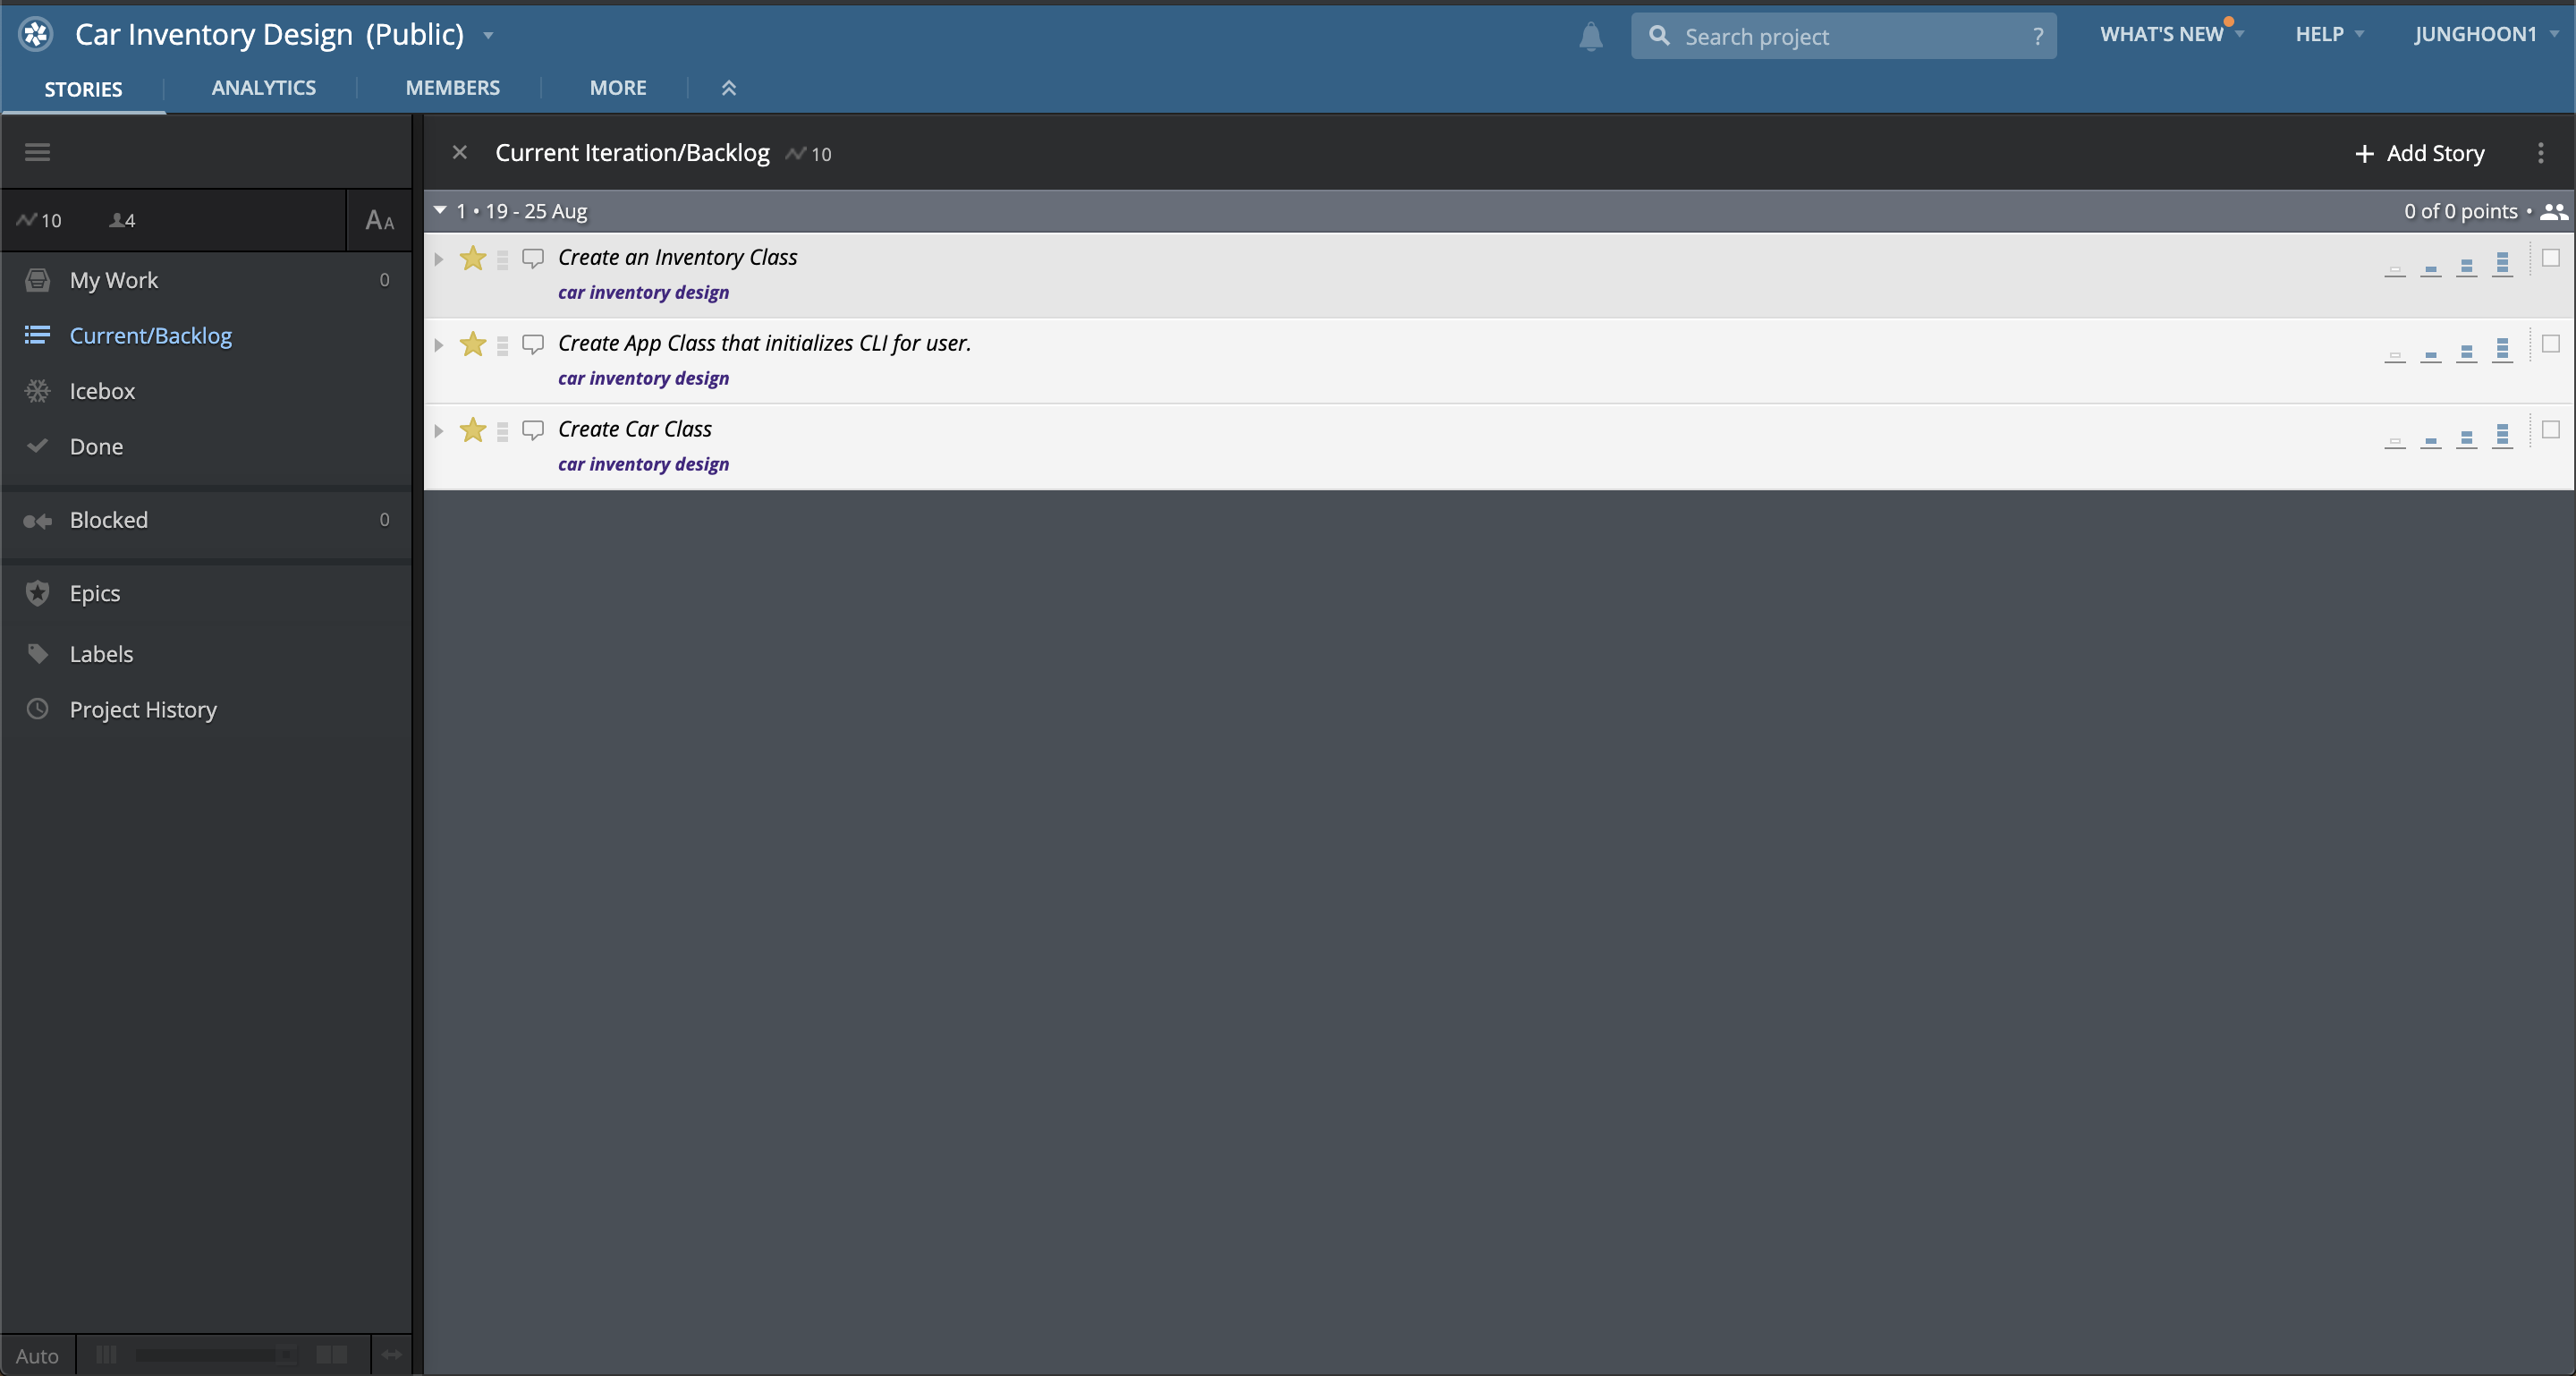 Car Inventory Design (Public)
Search project ?
WHAT'S NEW
HELP
JUNGHOON1
STORIES
ANALYTICS
MEMBERS
MORE
10
4
AA
My Work 0
Current/Backlog
Icebox
Done
Blocked 0
Epics
Labels
Project History
Auto
Current Iteration/Backlog 10
+ Add Story
1 • 19 - 25 Aug
0 of 0 points •
Create an Inventory Class
car inventory design
Create App Class that initializes CLI for user.
car inventory design
Create Car Class
car inventory design